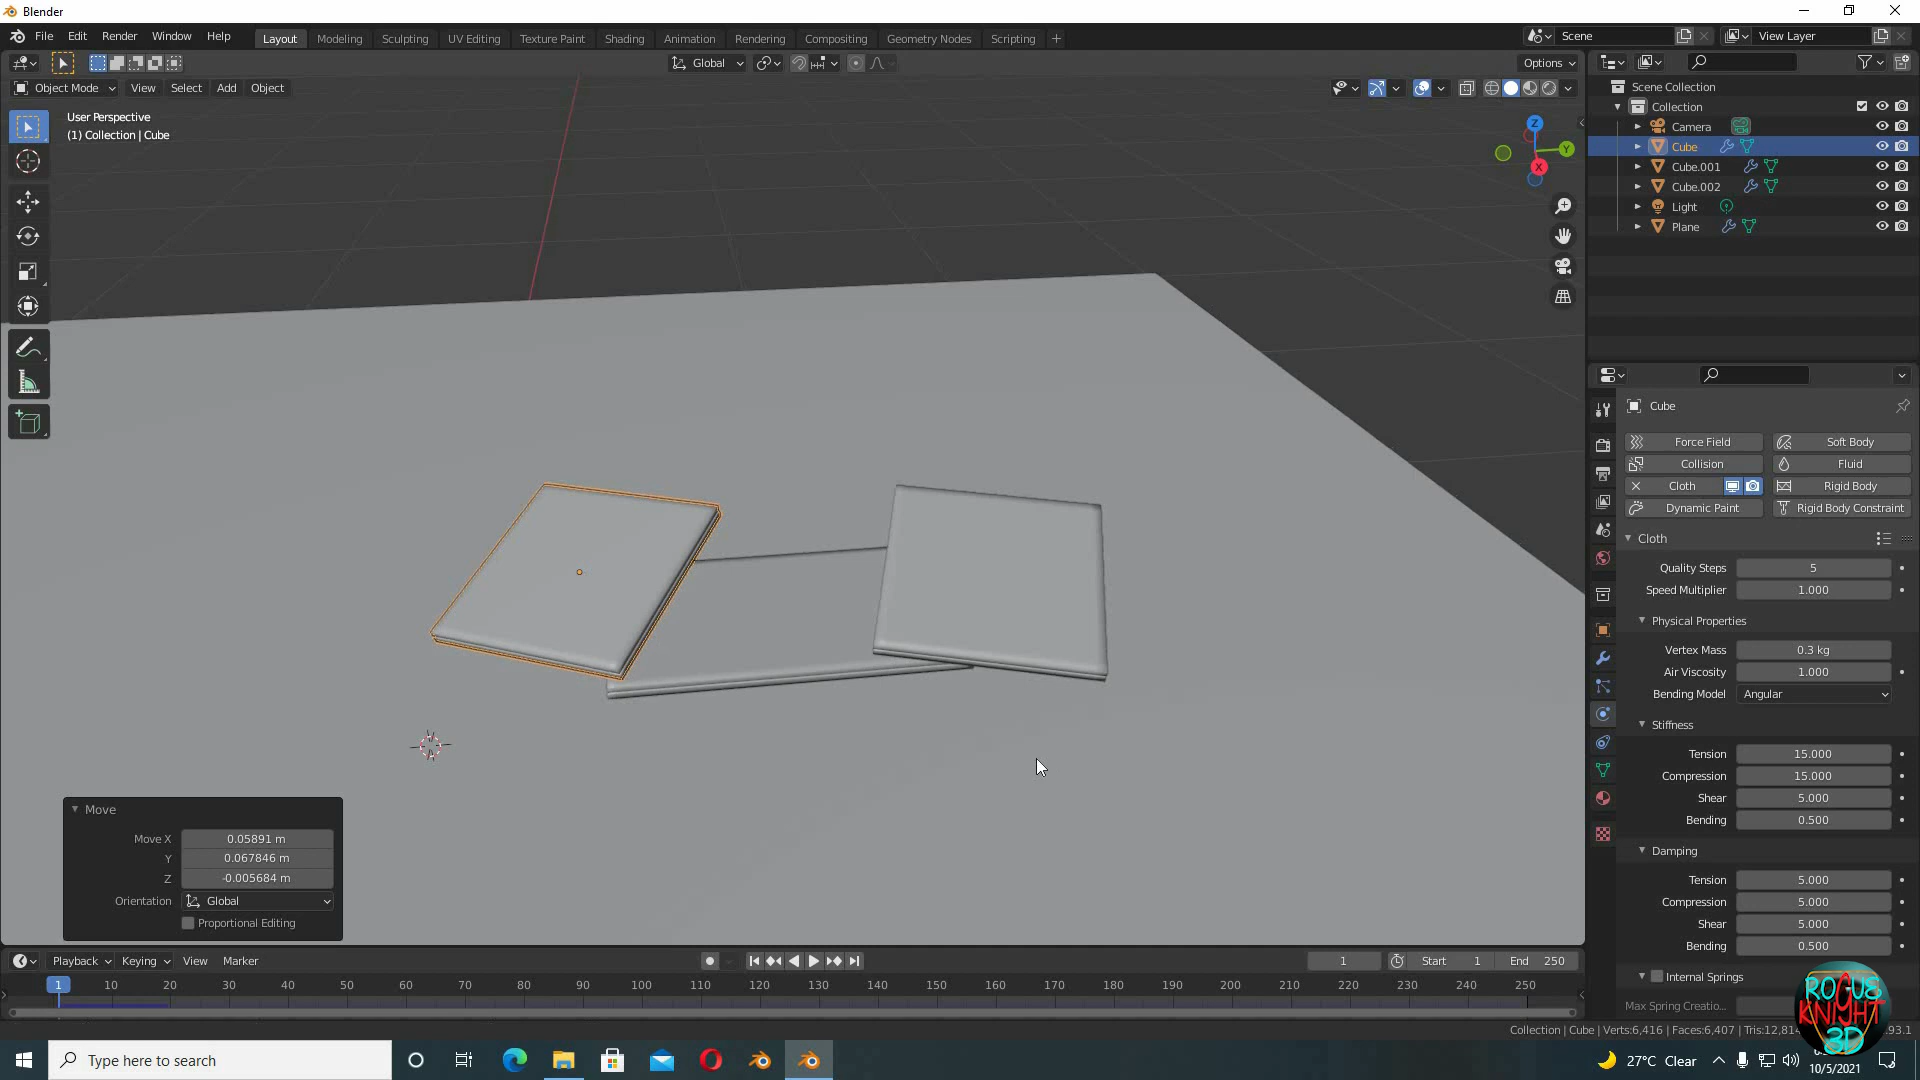 Blender
File Edit Render Window Help
Layout Modeling Sculpting UV Editing Texture Paint Shading Animation Rendering Compositing Geometry Nodes Scripting +
Scene
View Layer
Global
Options
Object Mode View Select Add Object
User Perspective
(1) Collection | Cube
Z
Y
X
Scene Collection
Collection
Camera
Cube
Cube.001
Cube.002
Light
Plane
Cube
Force Field Soft Body
Collision Fluid
Cloth Rigid Body
Dynamic Paint Rigid Body Constraint
Cloth
Quality Steps 5
Speed Multiplier 1.000
Physical Properties
Vertex Mass 0.3 kg
Air Viscosity 1.000
Bending Model Angular
Stiffness
Tension 15.000
Compression 15.000
Shear 5.000
Bending 0.500
Damping
Tension 5.000
Compression 5.000
Shear 5.000
Bending 0.500
Internal Springs
Max Spring Creatio...
Move
Move X 0.05891 m
Y 0.067846 m
Z -0.005684 m
Orientation Global
Proportional Editing
Playback Keying View Marker
1 Start 1 End 250
1 10 20 30 40 50 60 70 80 90 100 110 120 130 140 150 160 170 180 190 200 210 220 230 240 250
Collection | Cube | Verts:6,416 | Faces:6,407 | Tris:12,814 93.1
ROGUE
KNIGHT
3D
Type here to search
27°C Clear
10/5/2021